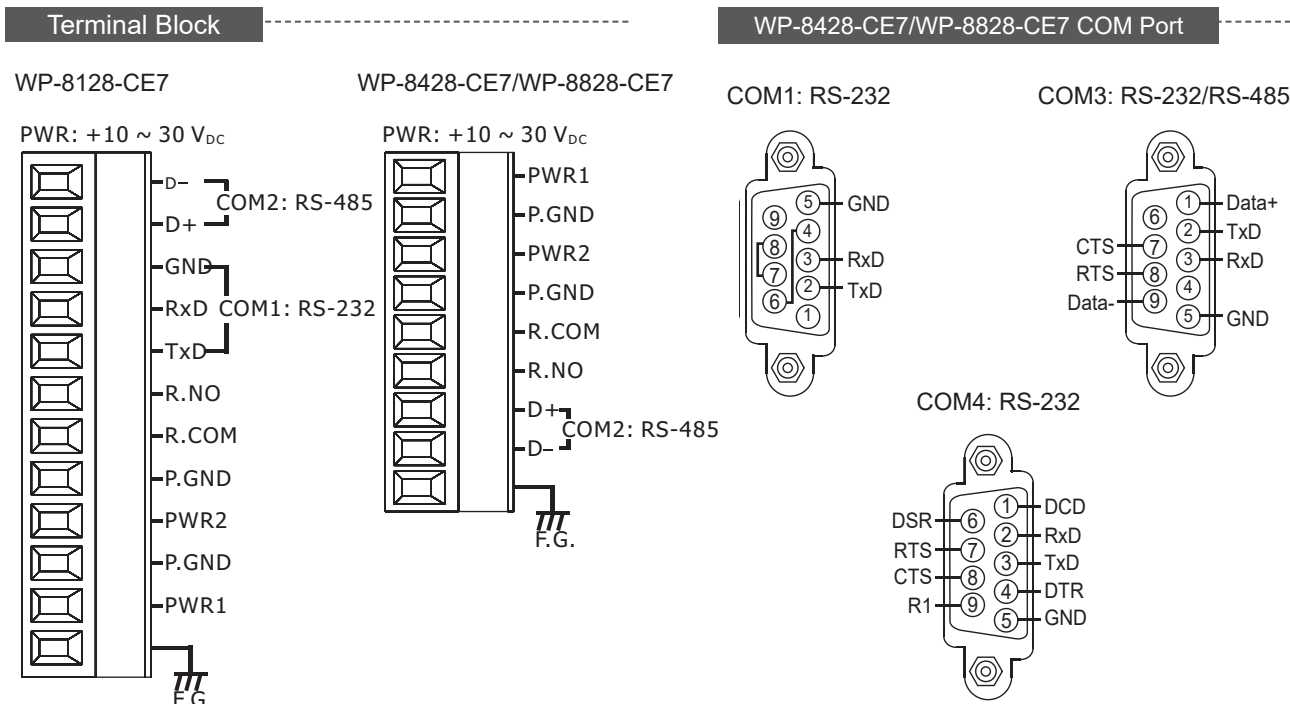 Terminal Block
WP-8128-CE7
PWR: +10 ~ 30 VDC
D−
D+
COM2: RS-485
GND
RxD
TxD
COM1: RS-232
R.NO
R.COM
P.GND
PWR2
P.GND
PWR1
F.G.
WP-8428-CE7/WP-8828-CE7
PWR: +10 ~ 30 VDC
PWR1
P.GND
PWR2
P.GND
R.COM
R.NO
D+
D−
COM2: RS-485
F.G.
WP-8428-CE7/WP-8828-CE7 COM Port
COM1: RS-232
9
8
7
6
5 GND
4
3 RxD
2 TxD
1
COM3: RS-232/RS-485
6
CTS 7
RTS 8
Data- 9
1 Data+
2 TxD
3 RxD
4
5 GND
COM4: RS-232
DSR 6
RTS 7
CTS 8
R1 9
1 DCD
2 RxD
3 TxD
4 DTR
5 GND